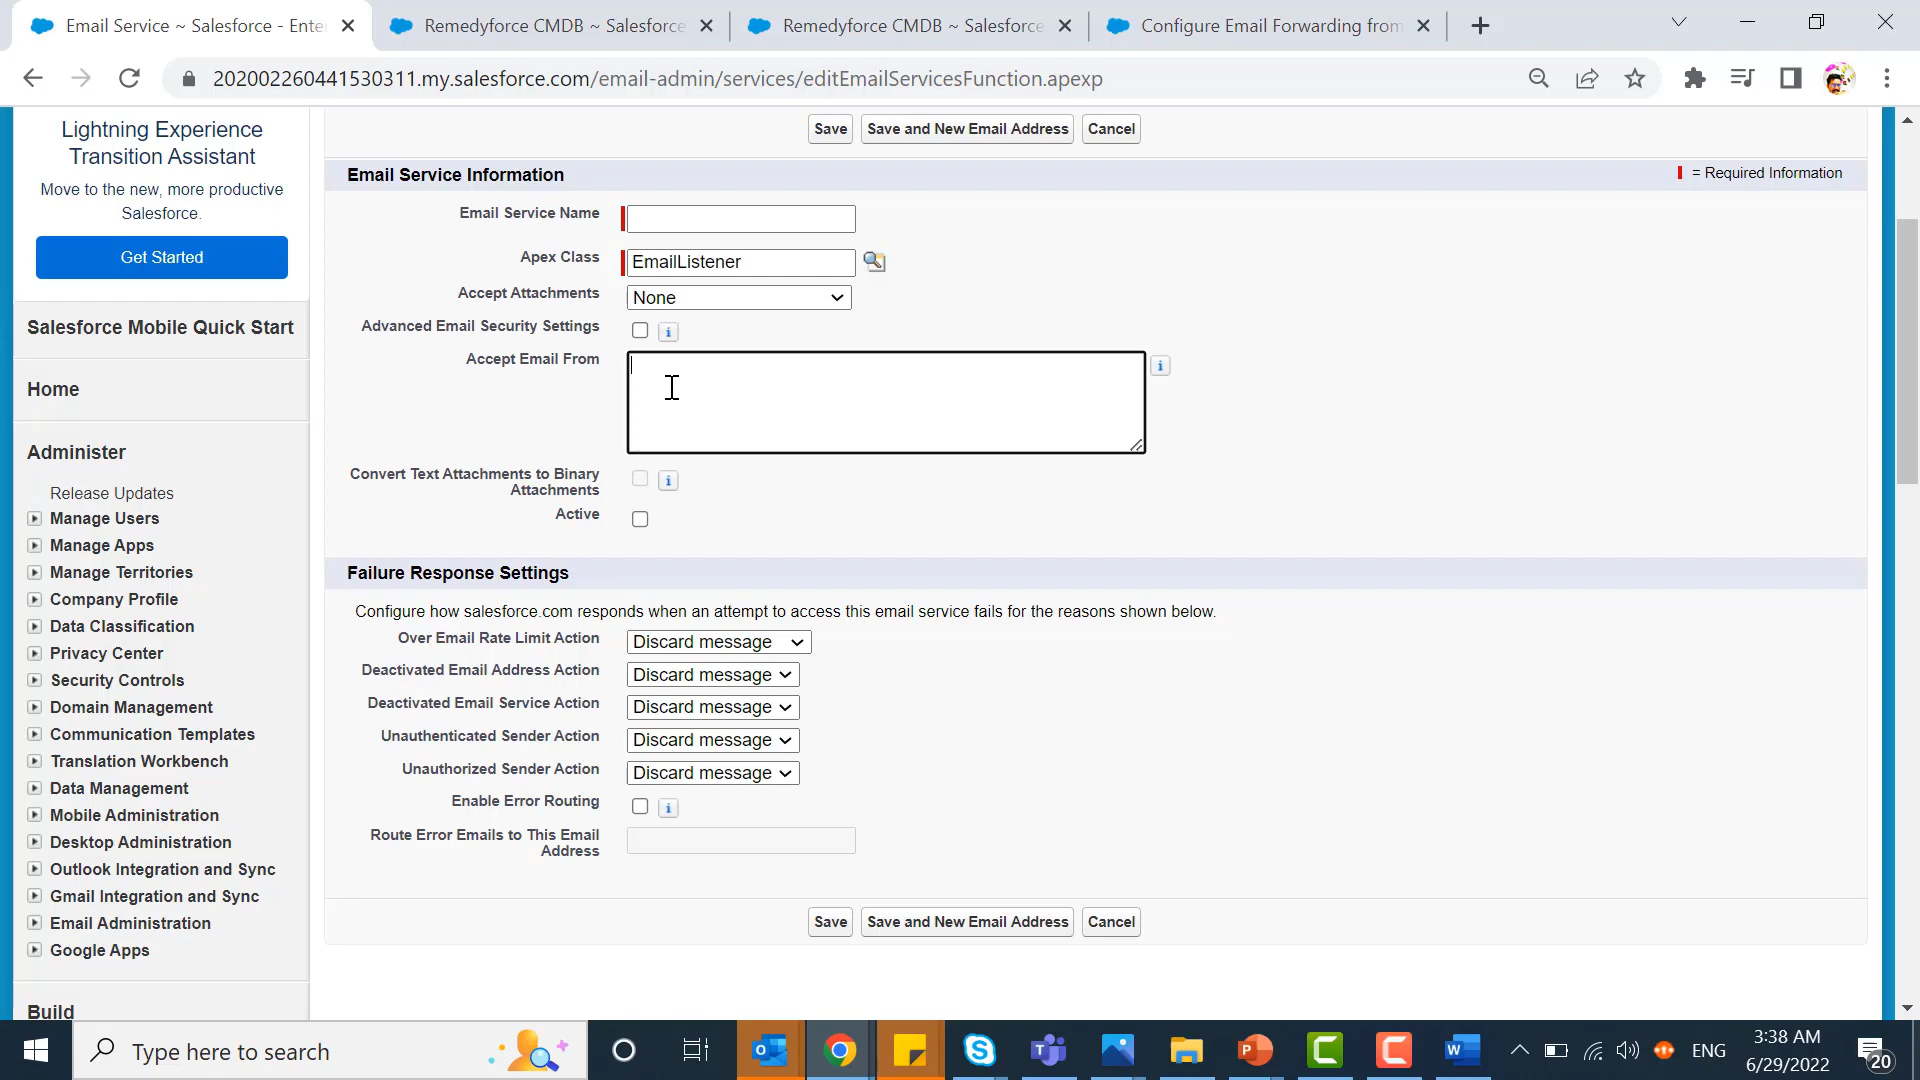 Email Service ~ Salesforce - Enter
Remedyforce CMDB ~ Salesforce
Remedyforce CMDB ~ Salesforce
Configure Email Forwarding from
20200226041530311.my.salesforce.com/email-admin/services/editEmailServicesFunction.apexp
Lightning Experience
Transition Assistant
Move to the new, more productive
Salesforce.
Get Started
Salesforce Mobile Quick Start
Home
Administer
Release Updates
Manage Users
Manage Apps
Manage Territories
Company Profile
Data Classification
Privacy Center
Security Controls
Domain Management
Communication Templates
Translation Workbench
Data Management
Mobile Administration
Desktop Administration
Outlook Integration and Sync
Gmail Integration and Sync
Email Administration
Google Apps
Build
Save
Save and New Email Address
Cancel
Email Service Information
= Required Information
Email Service Name
Apex Class
EmailListener
Accept Attachments
None
Advanced Email Security Settings
Accept Email From
Convert Text Attachments to Binary
Attachments
Active
Failure Response Settings
Configure how salesforce.com responds when an attempt to access this email service fails for the reasons shown below.
Over Email Rate Limit Action
Discard message
Deactivated Email Address Action
Discard message
Deactivated Email Service Action
Discard message
Unauthenticated Sender Action
Discard message
Unauthorized Sender Action
Discard message
Enable Error Routing
Route Error Emails to This Email
Address
Save
Save and New Email Address
Cancel
Type here to search
ENG
3:38 AM
6/29/2022
20